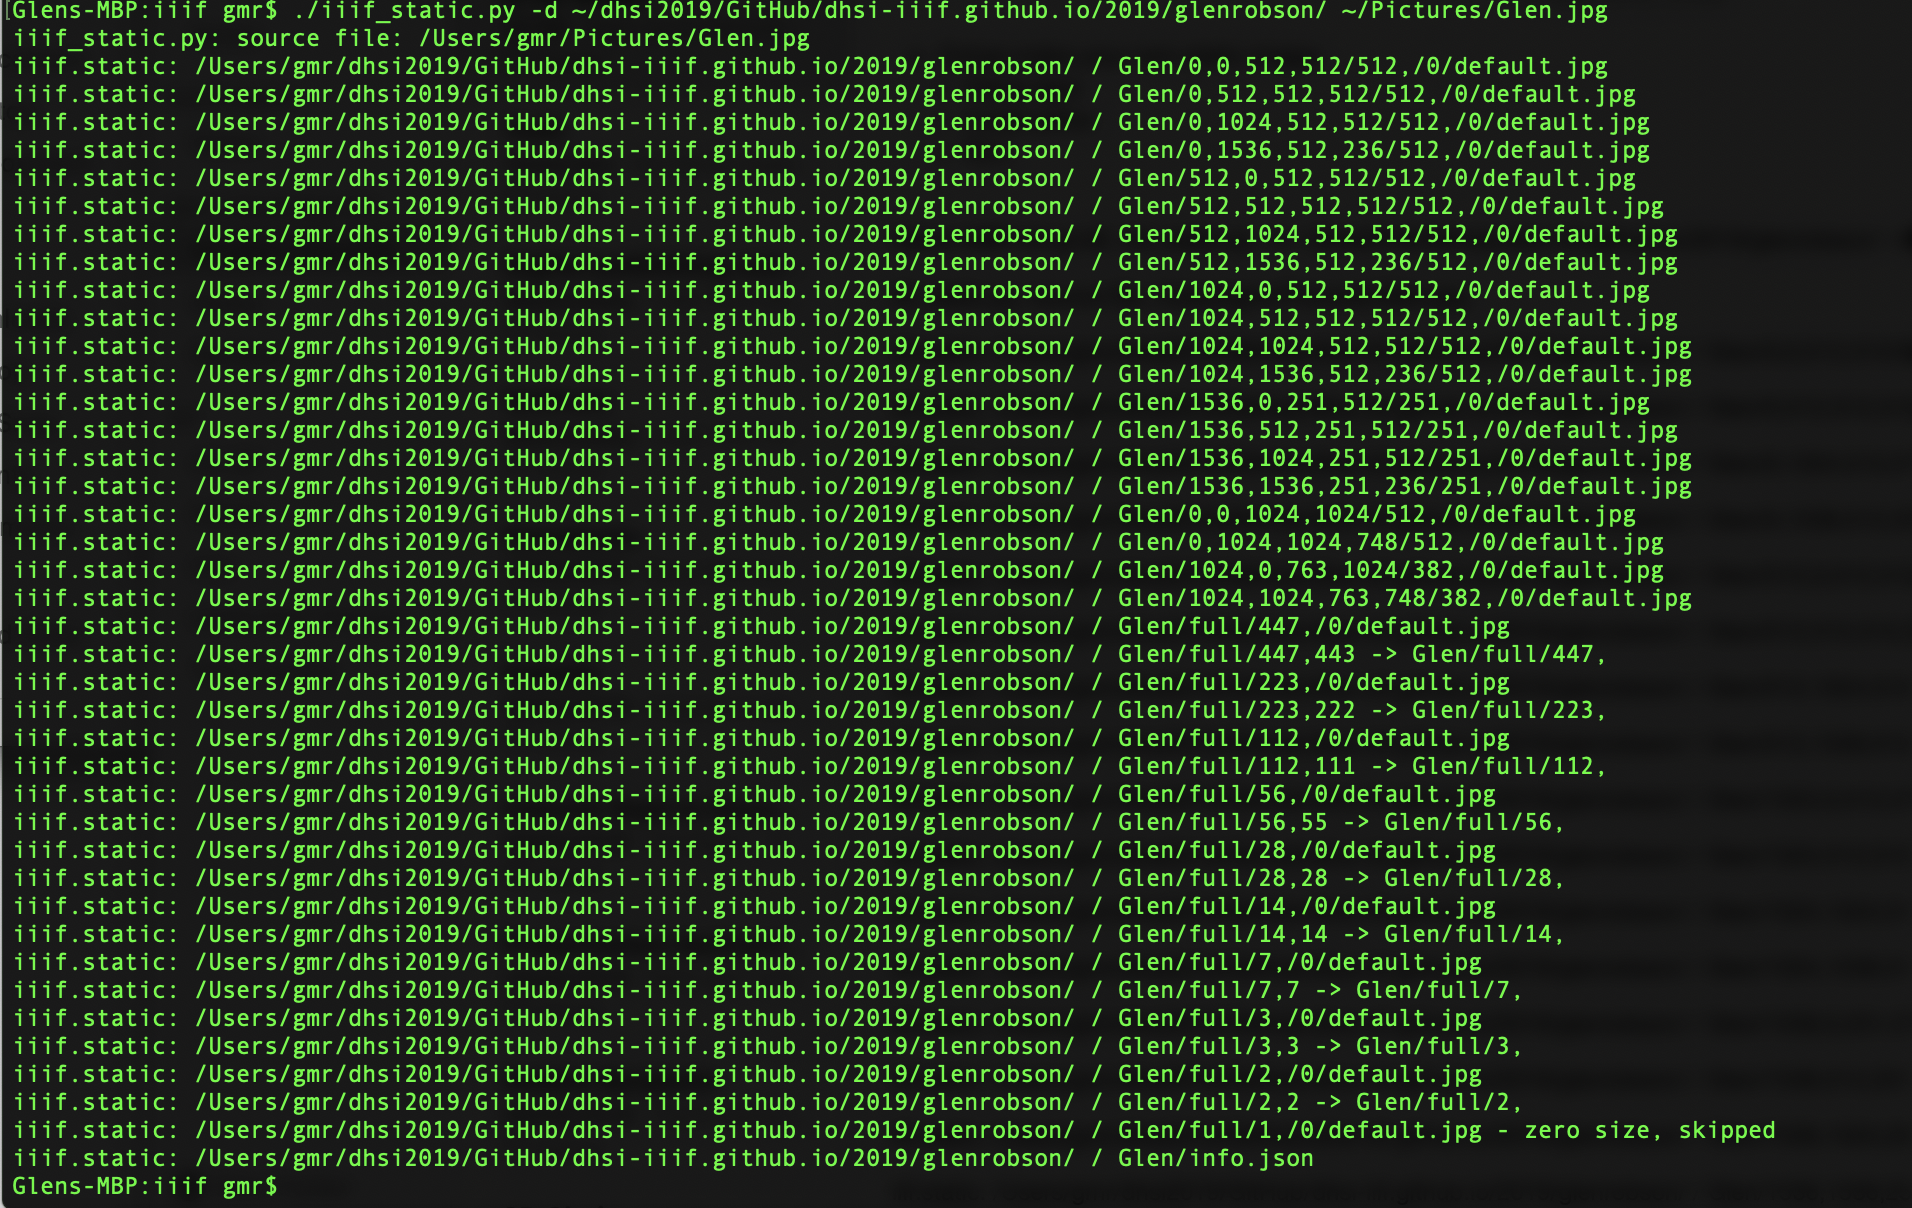 Glens-MBP:iiif gmr$ ./iiif_static.py -d ~/dhsi2019/GitHub/dhsi-iiif.github.io/2019/glenrobson/ ~/Pictures/Glen.jpg
iiif_static.py: source file: /Users/gmr/Pictures/Glen.jpg
iiif.static: /Users/gmr/dhsi2019/GitHub/dhsi-iiif.github.io/2019/glenrobson/ / Glen/0,0,512,512/512,/0/default.jpg
iiif.static: /Users/gmr/dhsi2019/GitHub/dhsi-iiif.github.io/2019/glenrobson/ / Glen/0,512,512,512/512,/0/default.jpg
iiif.static: /Users/gmr/dhsi2019/GitHub/dhsi-iiif.github.io/2019/glenrobson/ / Glen/0,1024,512,512/512,/0/default.jpg
iiif.static: /Users/gmr/dhsi2019/GitHub/dhsi-iiif.github.io/2019/glenrobson/ / Glen/0,1536,512,236/512,/0/default.jpg
iiif.static: /Users/gmr/dhsi2019/GitHub/dhsi-iiif.github.io/2019/glenrobson/ / Glen/512,0,512,512/512,/0/default.jpg
iiif.static: /Users/gmr/dhsi2019/GitHub/dhsi-iiif.github.io/2019/glenrobson/ / Glen/512,512,512,512/512,/0/default.jpg
iiif.static: /Users/gmr/dhsi2019/GitHub/dhsi-iiif.github.io/2019/glenrobson/ / Glen/512,1024,512,512/512,/0/default.jpg
iiif.static: /Users/gmr/dhsi2019/GitHub/dhsi-iiif.github.io/2019/glenrobson/ / Glen/512,1536,512,236/512,/0/default.jpg
iiif.static: /Users/gmr/dhsi2019/GitHub/dhsi-iiif.github.io/2019/glenrobson/ / Glen/1024,0,512,512/512,/0/default.jpg
iiif.static: /Users/gmr/dhsi2019/GitHub/dhsi-iiif.github.io/2019/glenrobson/ / Glen/1024,512,512,512/512,/0/default.jpg
iiif.static: /Users/gmr/dhsi2019/GitHub/dhsi-iiif.github.io/2019/glenrobson/ / Glen/1024,1024,512,512/512,/0/default.jpg
iiif.static: /Users/gmr/dhsi2019/GitHub/dhsi-iiif.github.io/2019/glenrobson/ / Glen/1024,1536,512,236/512,/0/default.jpg
iiif.static: /Users/gmr/dhsi2019/GitHub/dhsi-iiif.github.io/2019/glenrobson/ / Glen/1536,0,251,512/251,/0/default.jpg
iiif.static: /Users/gmr/dhsi2019/GitHub/dhsi-iiif.github.io/2019/glenrobson/ / Glen/1536,512,251,512/251,/0/default.jpg
iiif.static: /Users/gmr/dhsi2019/GitHub/dhsi-iiif.github.io/2019/glenrobson/ / Glen/1536,1024,251,512/251,/0/default.jpg
iiif.static: /Users/gmr/dhsi2019/GitHub/dhsi-iiif.github.io/2019/glenrobson/ / Glen/1536,1536,251,236/251,/0/default.jpg
iiif.static: /Users/gmr/dhsi2019/GitHub/dhsi-iiif.github.io/2019/glenrobson/ / Glen/0,0,1024,1024/512,/0/default.jpg
iiif.static: /Users/gmr/dhsi2019/GitHub/dhsi-iiif.github.io/2019/glenrobson/ / Glen/0,1024,1024,748/512,/0/default.jpg
iiif.static: /Users/gmr/dhsi2019/GitHub/dhsi-iiif.github.io/2019/glenrobson/ / Glen/1024,0,763,1024/382,/0/default.jpg
iiif.static: /Users/gmr/dhsi2019/GitHub/dhsi-iiif.github.io/2019/glenrobson/ / Glen/1024,1024,763,748/382,/0/default.jpg
iiif.static: /Users/gmr/dhsi2019/GitHub/dhsi-iiif.github.io/2019/glenrobson/ / Glen/full/447,/0/default.jpg
iiif.static: /Users/gmr/dhsi2019/GitHub/dhsi-iiif.github.io/2019/glenrobson/ / Glen/full/447,443 -> Glen/full/447,
iiif.static: /Users/gmr/dhsi2019/GitHub/dhsi-iiif.github.io/2019/glenrobson/ / Glen/full/223,/0/default.jpg
iiif.static: /Users/gmr/dhsi2019/GitHub/dhsi-iiif.github.io/2019/glenrobson/ / Glen/full/223,222 -> Glen/full/223,
iiif.static: /Users/gmr/dhsi2019/GitHub/dhsi-iiif.github.io/2019/glenrobson/ / Glen/full/112,/0/default.jpg
iiif.static: /Users/gmr/dhsi2019/GitHub/dhsi-iiif.github.io/2019/glenrobson/ / Glen/full/112,111 -> Glen/full/112,
iiif.static: /Users/gmr/dhsi2019/GitHub/dhsi-iiif.github.io/2019/glenrobson/ / Glen/full/56,/0/default.jpg
iiif.static: /Users/gmr/dhsi2019/GitHub/dhsi-iiif.github.io/2019/glenrobson/ / Glen/full/56,55 -> Glen/full/56,
iiif.static: /Users/gmr/dhsi2019/GitHub/dhsi-iiif.github.io/2019/glenrobson/ / Glen/full/28,/0/default.jpg
iiif.static: /Users/gmr/dhsi2019/GitHub/dhsi-iiif.github.io/2019/glenrobson/ / Glen/full/28,28 -> Glen/full/28,
iiif.static: /Users/gmr/dhsi2019/GitHub/dhsi-iiif.github.io/2019/glenrobson/ / Glen/full/14,/0/default.jpg
iiif.static: /Users/gmr/dhsi2019/GitHub/dhsi-iiif.github.io/2019/glenrobson/ / Glen/full/14,14 -> Glen/full/14,
iiif.static: /Users/gmr/dhsi2019/GitHub/dhsi-iiif.github.io/2019/glenrobson/ / Glen/full/7,/0/default.jpg
iiif.static: /Users/gmr/dhsi2019/GitHub/dhsi-iiif.github.io/2019/glenrobson/ / Glen/full/7,7 -> Glen/full/7,
iiif.static: /Users/gmr/dhsi2019/GitHub/dhsi-iiif.github.io/2019/glenrobson/ / Glen/full/3,/0/default.jpg
iiif.static: /Users/gmr/dhsi2019/GitHub/dhsi-iiif.github.io/2019/glenrobson/ / Glen/full/3,3 -> Glen/full/3,
iiif.static: /Users/gmr/dhsi2019/GitHub/dhsi-iiif.github.io/2019/glenrobson/ / Glen/full/2,/0/default.jpg
iiif.static: /Users/gmr/dhsi2019/GitHub/dhsi-iiif.github.io/2019/glenrobson/ / Glen/full/2,2 -> Glen/full/2,
iiif.static: /Users/gmr/dhsi2019/GitHub/dhsi-iiif.github.io/2019/glenrobson/ / Glen/full/1,/0/default.jpg - zero size, skipped
iiif.static: /Users/gmr/dhsi2019/GitHub/dhsi-iiif.github.io/2019/glenrobson/ / Glen/info.json
Glens-MBP:iiif gmr$